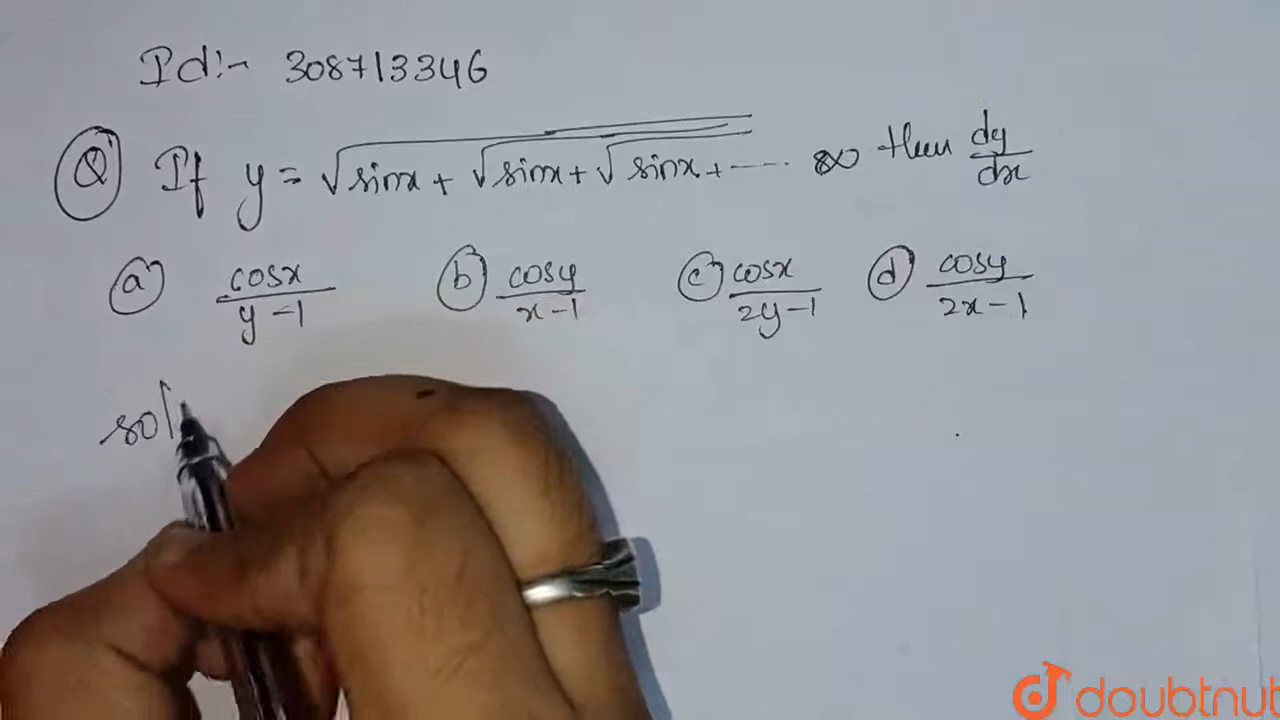 Id:- 308713346
Q If y = √sinx + √sinx + √sinx + ---- ∞ then dy/dx
a cosx/y-1 b cosy/x-1 c cosx/2y-1 d cosy/2x-1
sol
doubtnut